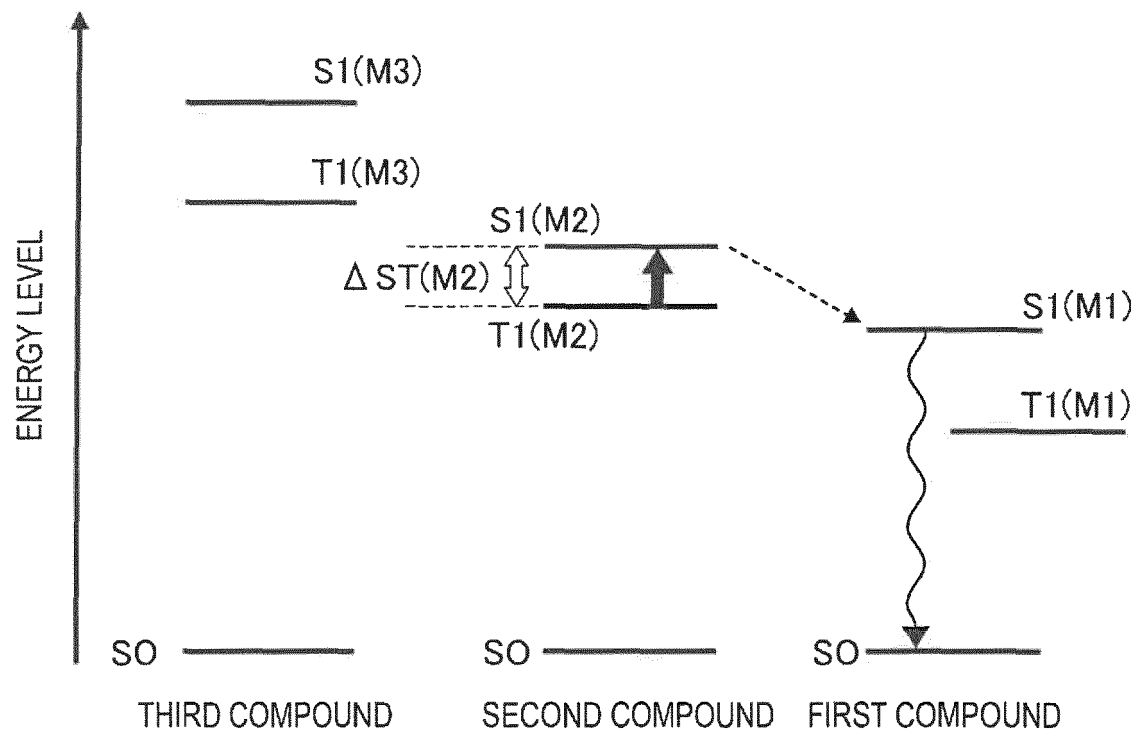 S1(M3)
T1(M3)
S1(M2)
Δ ST(M2)
T1(M2)
S1(M1)
T1(M1)
ENERGY LEVEL
SO
SO
SO
THIRD COMPOUND
SECOND COMPOUND
FIRST COMPOUND